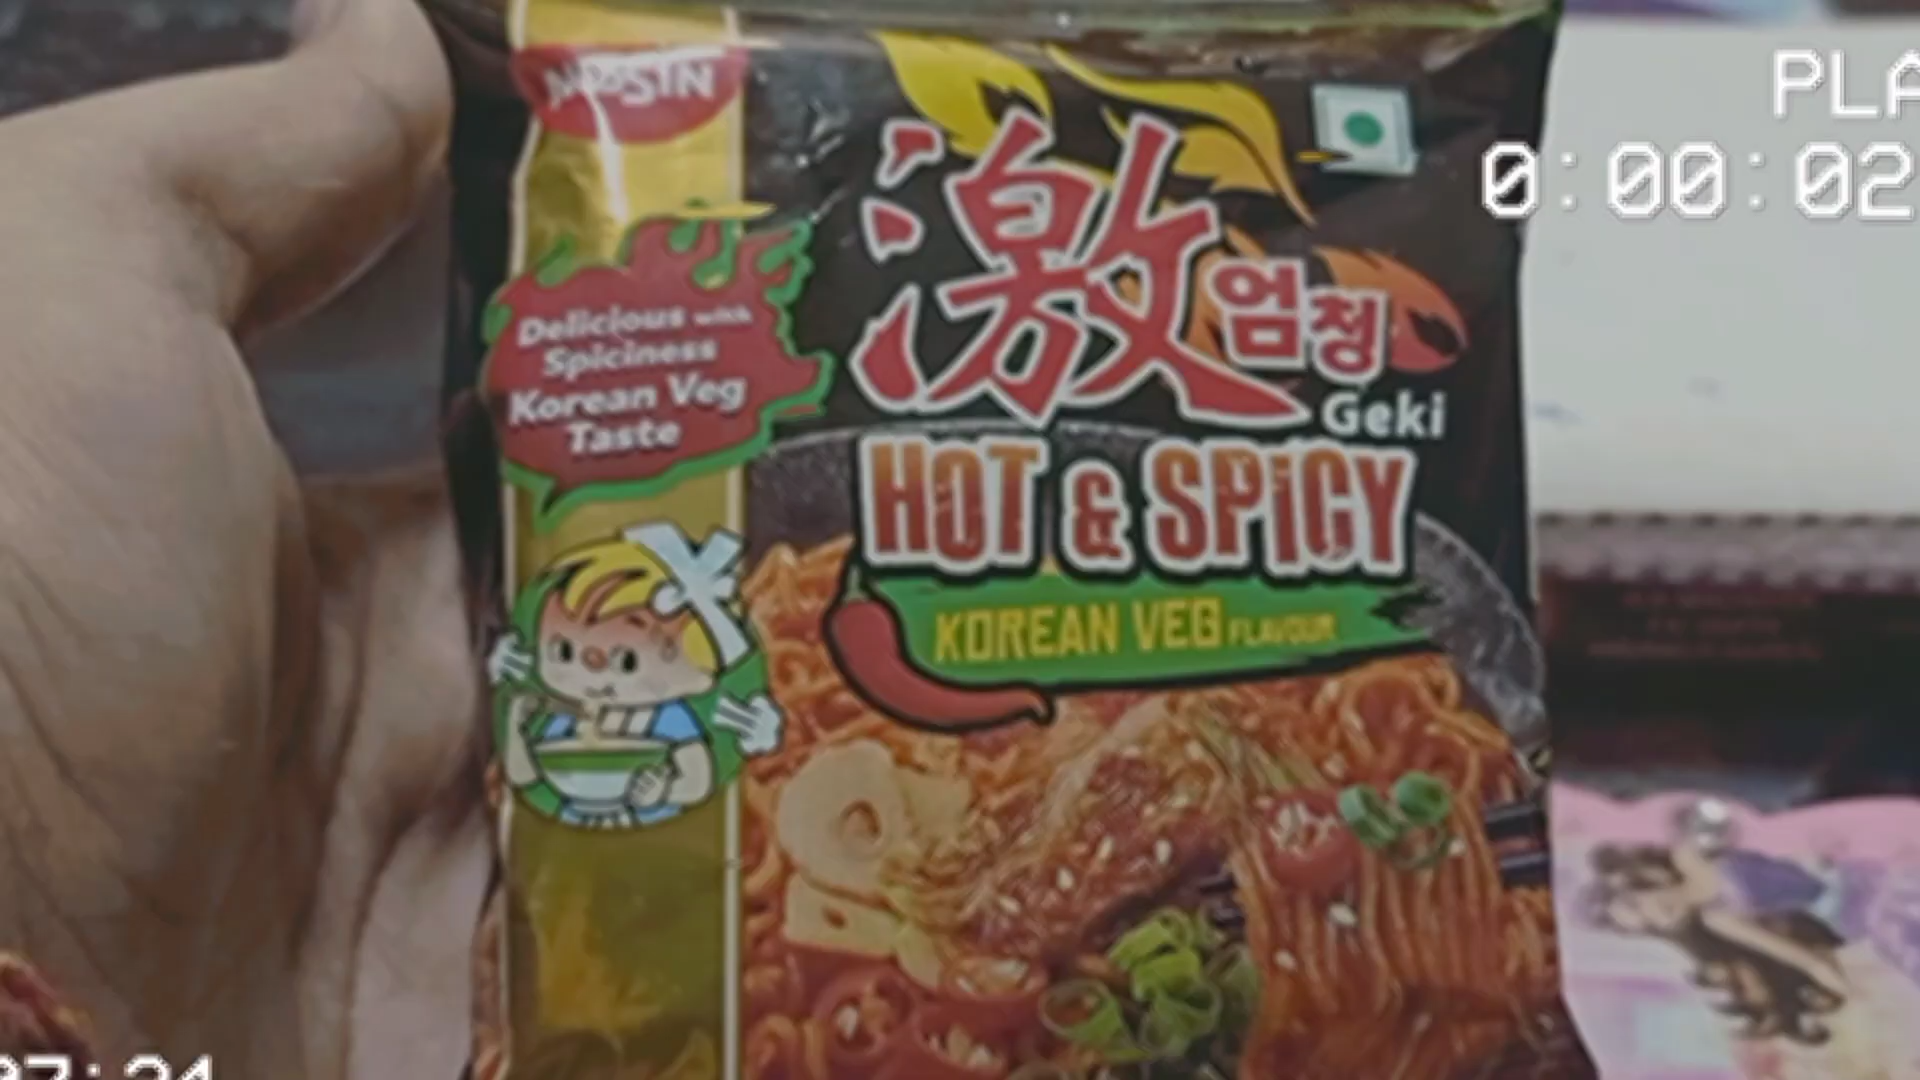 NISSIN
PLA
0:00:02
激
엄청
Geki
Delicious with
Spiciness
Korean Veg
Taste
HOT & SPICY
KOREAN VEG FLAVOUR